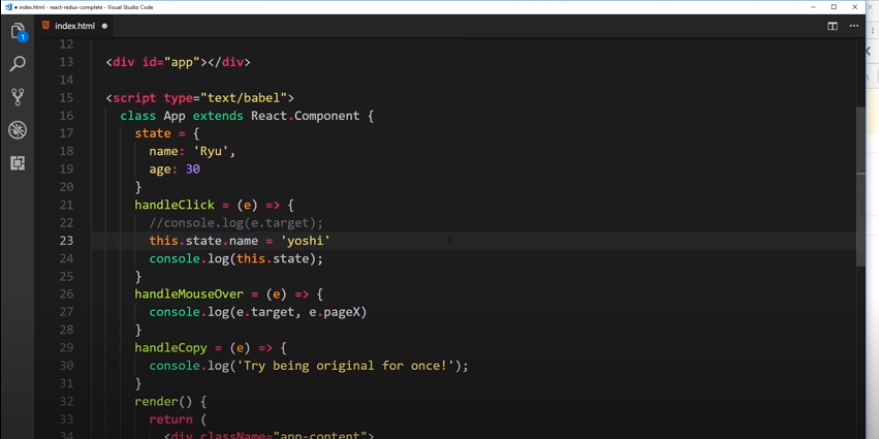 index.html - react-redux-complete - Visual Studio Code
index.html
1
12
13 <div id="app"></div>
14
15 <script type="text/babel">
16 class App extends React.Component {
17 state = {
18 name: 'Ryu',
19 age: 30
20 }
21 handleClick = (e) => {
22 //console.log(e.target);
23 this.state.name = 'yoshi'
24 console.log(this.state);
25 }
26 handleMouseOver = (e) => {
27 console.log(e.target, e.pageX)
28 }
29 handleCopy = (e) => {
30 console.log('Try being original for once!');
31 }
32 render() {
33 return (
34 <div className="app-content">